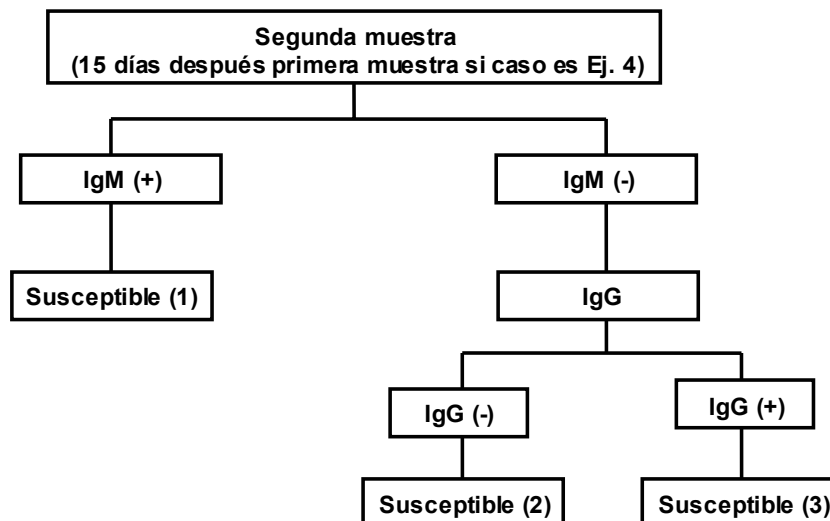 Segunda muestra
(15 días después primera muestra si caso es Ej. 4)
IgM (+)
IgM (-)
Susceptible (1)
IgG
IgG (-)
IgG (+)
Susceptible (2)
Susceptible (3)